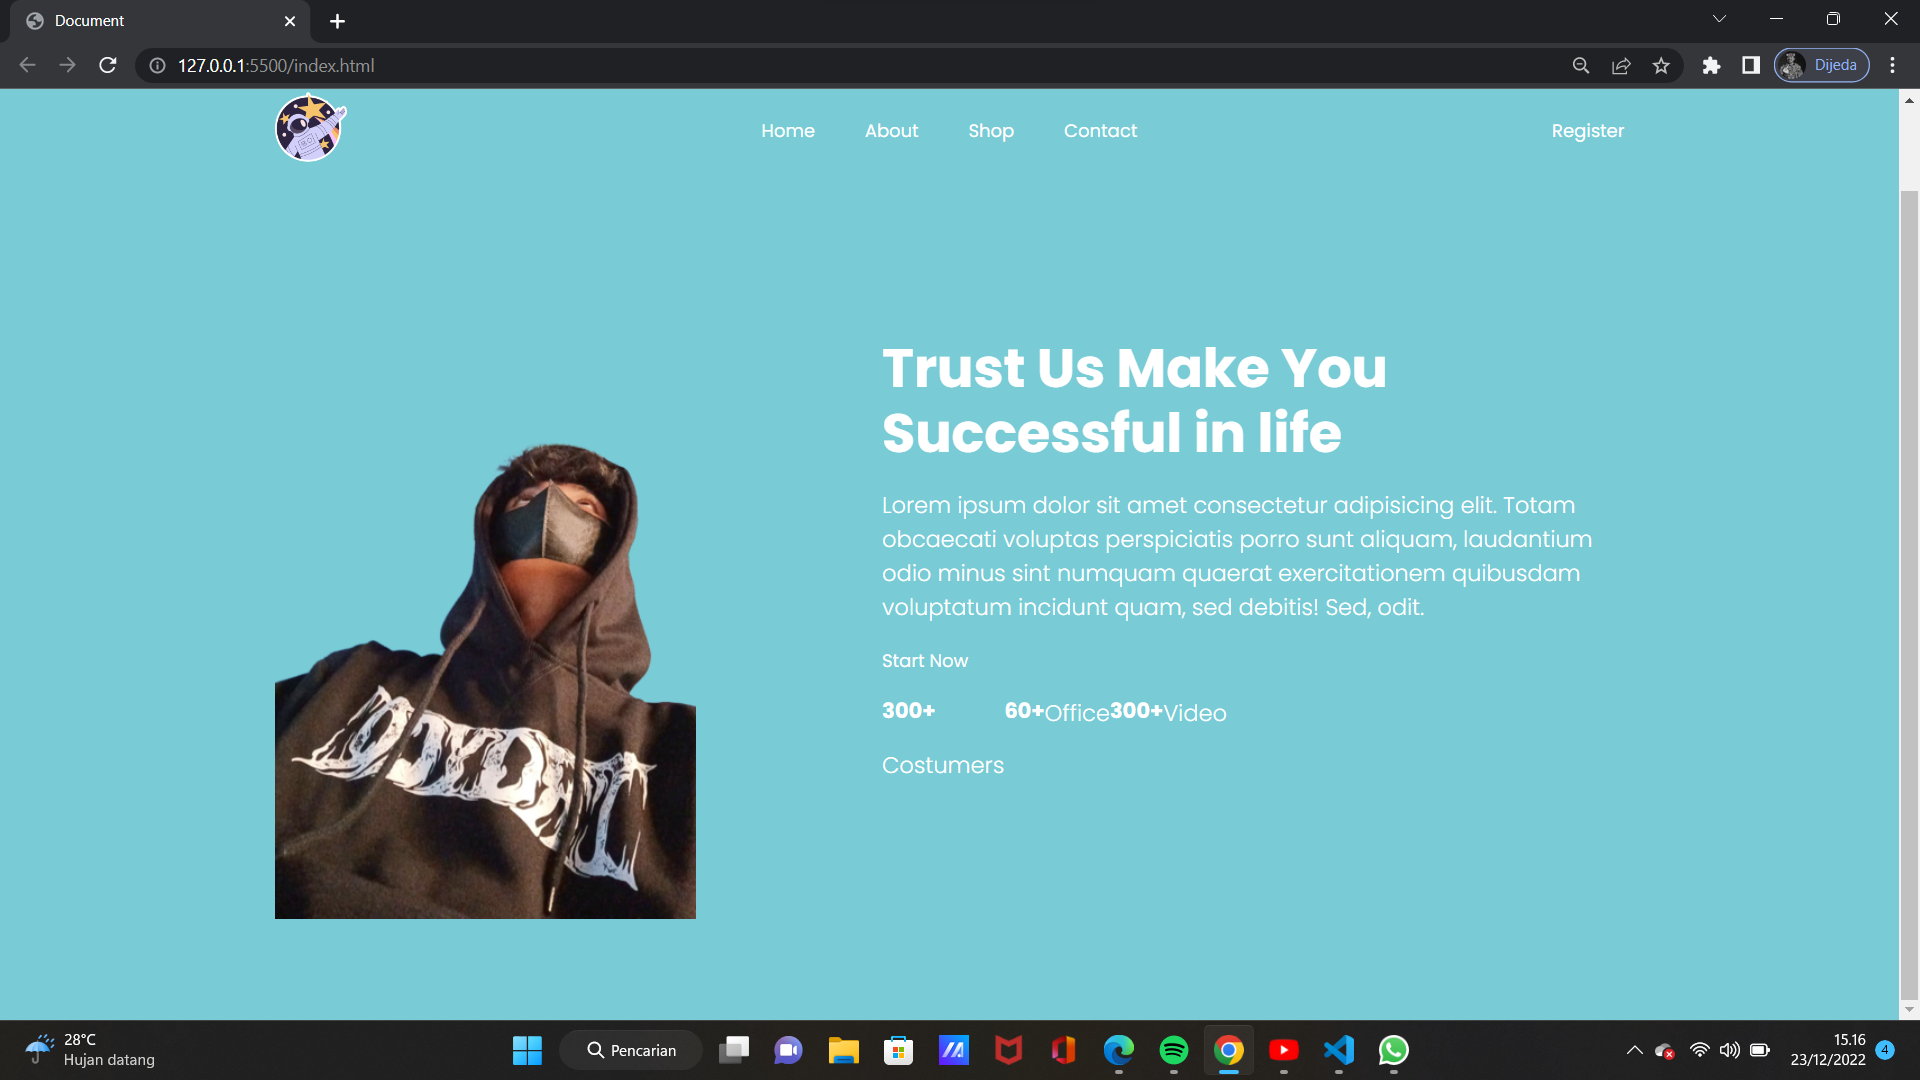 Document
127.0.0.1:5500/index.html
Dijeda
Home
About
Shop
Contact
Register
Trust Us Make You
Successful in life
Lorem ipsum dolor sit amet consectetur adipisicing elit. Totam
obcaecati voluptas perspiciatis porro sunt aliquam, laudantium
odio minus sint numquam quaerat exercitationem quibusdam
voluptatum incidunt quam, sed debitis! Sed, odit.
Start Now
300+
60+Office300+Video
Costumers
28°C
Hujan datang
Pencarian
15.16
23/12/2022
4